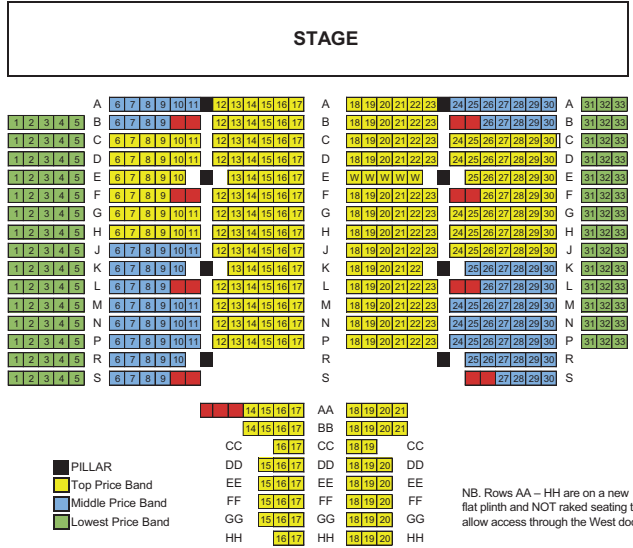 STAGE
A 6 7 8 9 10 11 12 13 14 15 16 17 A 18 19 20 21 22 23 24 25 26 27 28 29 30 A 31 32 33
1 2 3 4 5 B 6 7 8 9 12 13 14 15 16 17 B 18 19 20 21 22 23 26 27 28 29 30 B 31 32 33
1 2 3 4 5 C 6 7 8 9 10 11 12 13 14 15 16 17 C 18 19 20 21 22 23 24 25 26 27 28 29 30 C 31 32 33
1 2 3 4 5 D 6 7 8 9 10 11 12 13 14 15 16 17 D 18 19 20 21 22 23 24 25 26 27 28 29 30 D 31 32 33
1 2 3 4 5 E 6 7 8 9 10 13 14 15 16 17 E W W W W W 25 26 27 28 29 30 E 31 32 33
1 2 3 4 5 F 6 7 8 9 12 13 14 15 16 17 F 18 19 20 21 22 23 26 27 28 29 30 F 31 32 33
1 2 3 4 5 G 6 7 8 9 10 11 12 13 14 15 16 17 G 18 19 20 21 22 23 24 25 26 27 28 29 30 G 31 32 33
1 2 3 4 5 H 6 7 8 9 10 11 12 13 14 15 16 17 H 18 19 20 21 22 23 24 25 26 27 28 29 30 H 31 32 33
1 2 3 4 5 J 6 7 8 9 10 11 12 13 14 15 16 17 J 18 19 20 21 22 23 24 25 26 27 28 29 30 J 31 32 33
1 2 3 4 5 K 6 7 8 9 10 13 14 15 16 17 K 18 19 20 21 22 25 26 27 28 29 30 K 31 32 33
1 2 3 4 5 L 6 7 8 9 12 13 14 15 16 17 L 18 19 20 21 22 23 26 27 28 29 30 L 31 32 33
1 2 3 4 5 M 6 7 8 9 10 11 12 13 14 15 16 17 M 18 19 20 21 22 23 24 25 26 27 28 29 30 M 31 32 33
1 2 3 4 5 N 6 7 8 9 10 11 12 13 14 15 16 17 N 18 19 20 21 22 23 24 25 26 27 28 29 30 N 31 32 33
1 2 3 4 5 P 6 7 8 9 10 11 12 13 14 15 16 17 P 18 19 20 21 22 23 24 25 26 27 28 29 30 P 31 32 33
1 2 3 4 5 R 6 7 8 9 10 R 25 26 27 28 29 30 R
1 2 3 4 5 S 6 7 8 9 S 27 28 29 30 S
14 15 16 17 AA 18 19 20 21
14 15 16 17 BB 18 19 20 21
CC 16 17 CC 18 19 CC
DD 15 16 17 DD 18 19 20 DD
EE 15 16 17 EE 18 19 20 EE
FF 15 16 17 FF 18 19 20 FF
GG 15 16 17 GG 18 19 20 GG
HH 16 17 HH 18 19 20 HH
PILLAR
Top Price Band
Middle Price Band
Lowest Price Band
NB. Rows AA – HH are on a new
flat plinth and NOT raked seating
allow access through the West